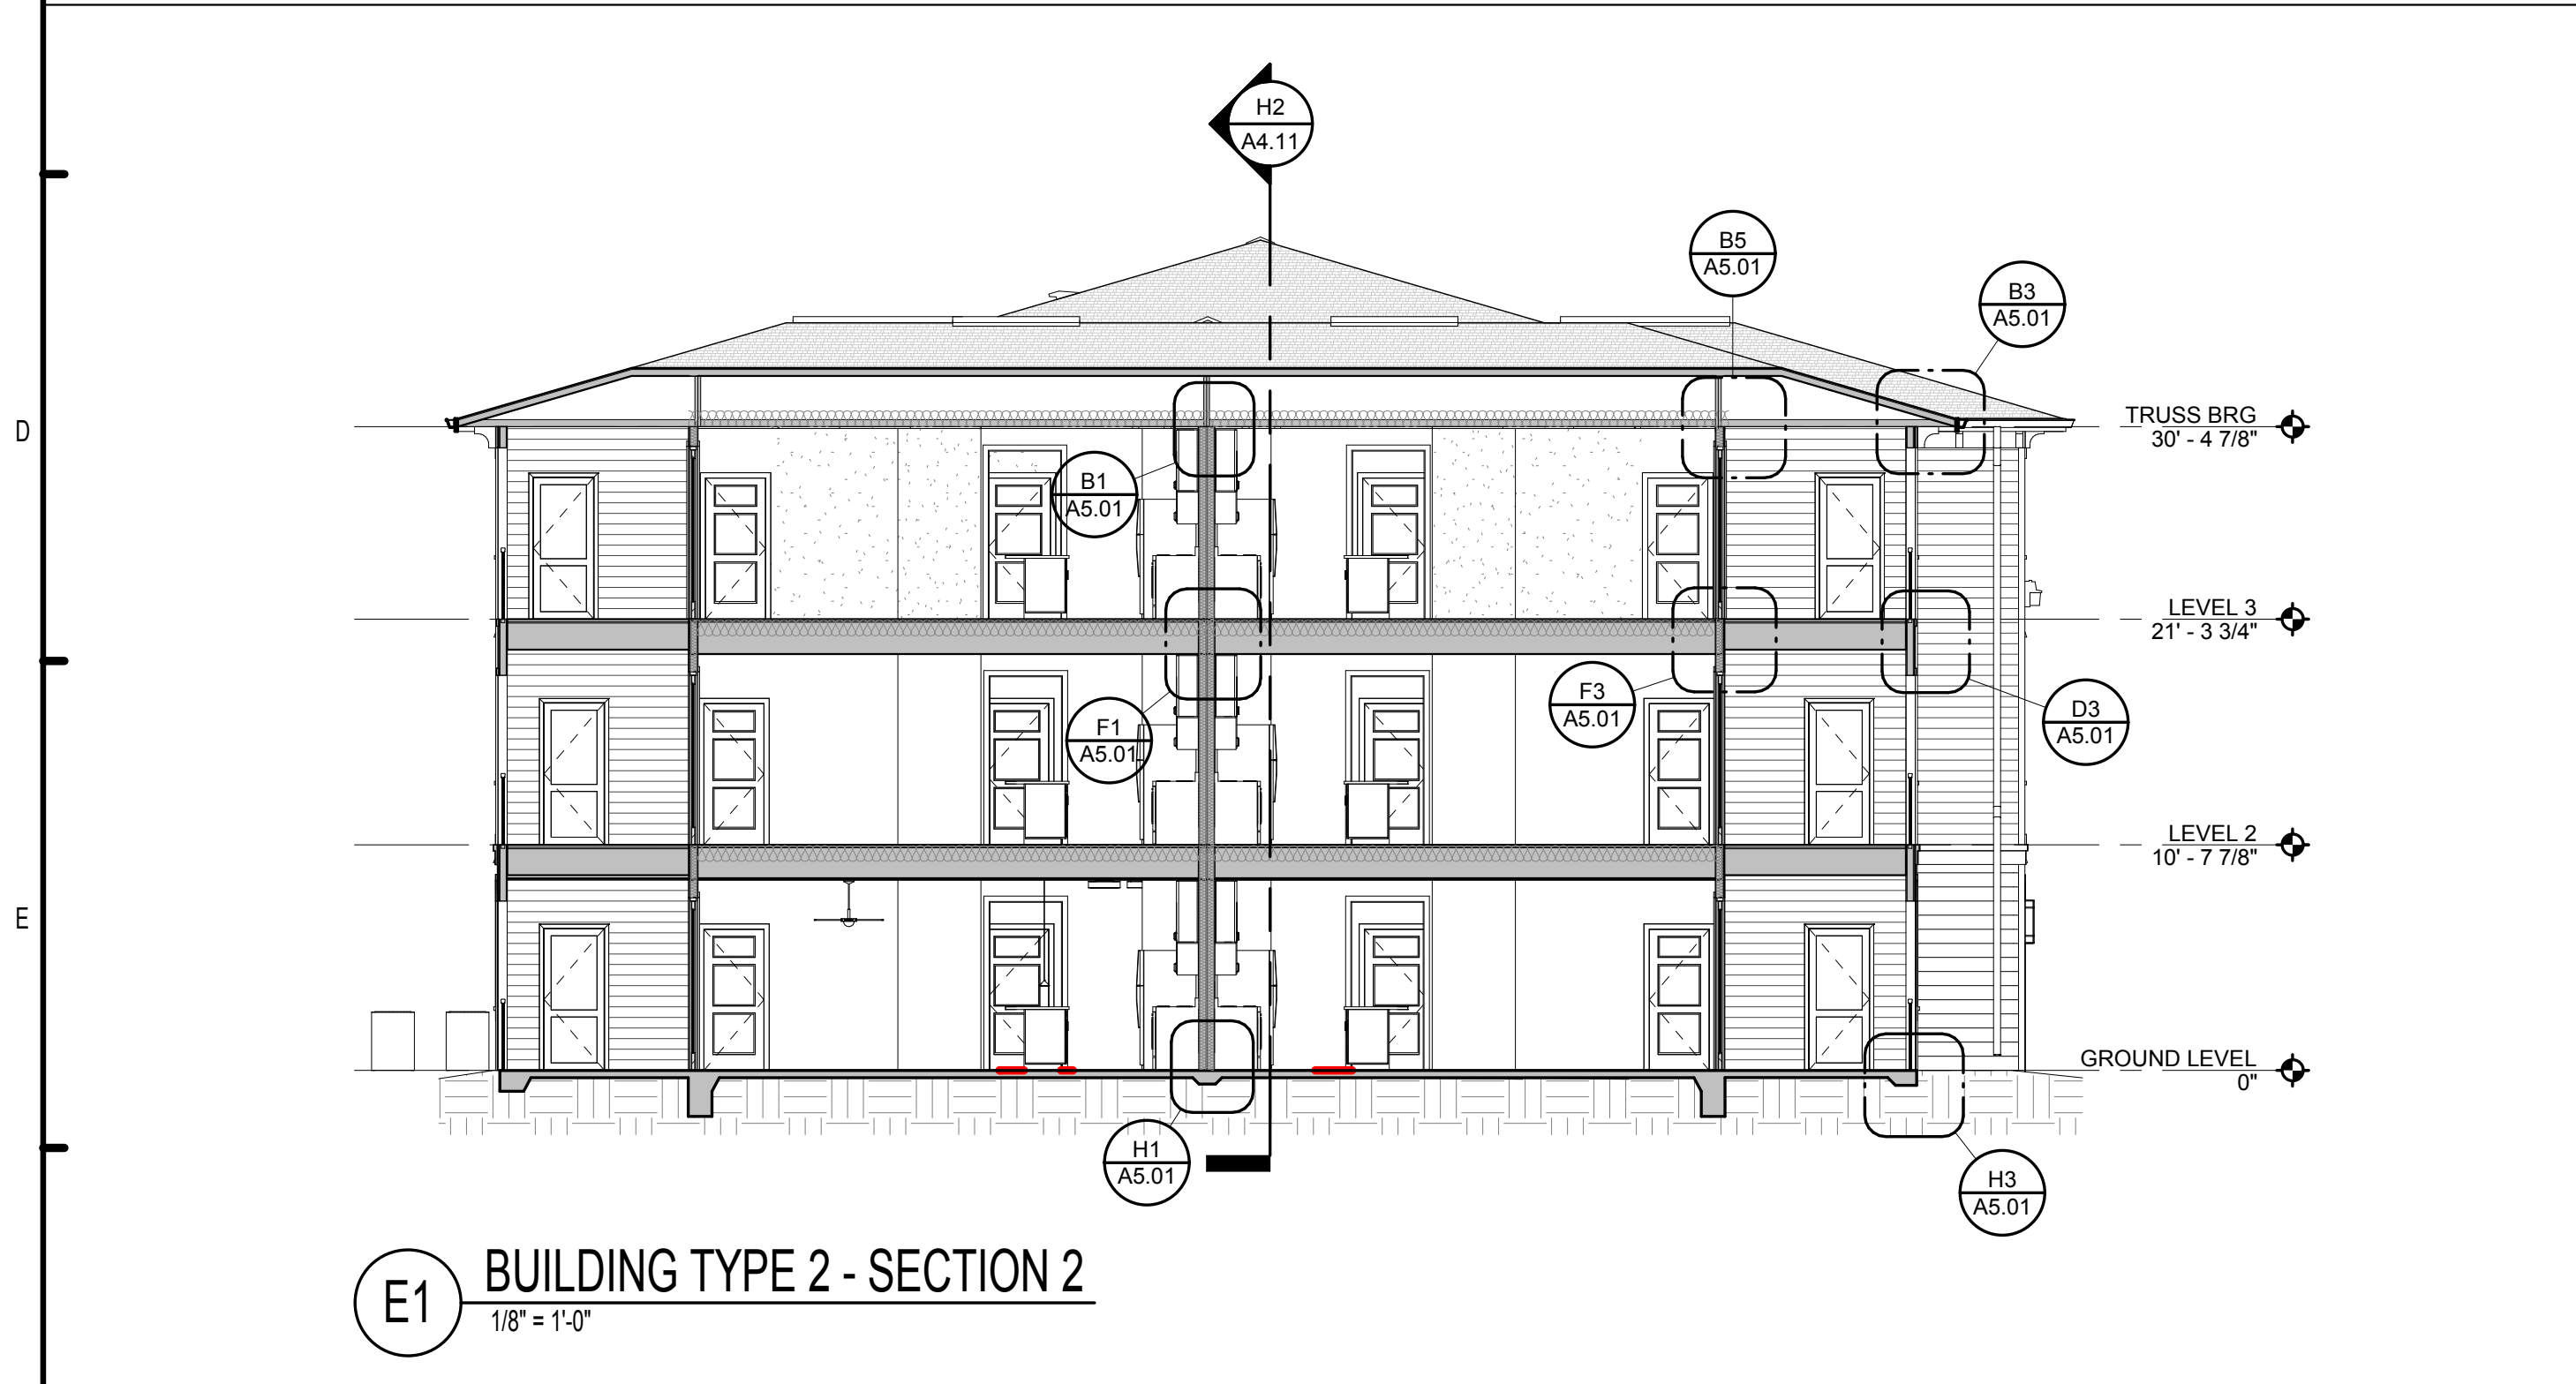 H2
A4.11
B5
A5.01
B3
A5.01
D
TRUSS BRG
30' - 4 7/8"
B1
A5.01
LEVEL 3
21' - 3 3/4"
F3
A5.01
D3
A5.01
F1
A5.01
LEVEL 2
10' - 7 7/8"
E
GROUND LEVEL
0"
H1
A5.01
H3
A5.01
E1
BUILDING TYPE 2 - SECTION 2
1/8" = 1'-0"